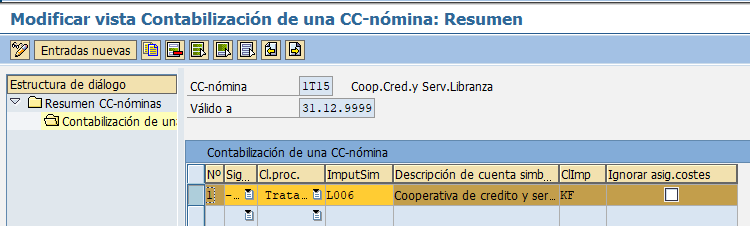 Modificar vista Contabilización de una CC-nómina: Resumen
Entradas nuevas
Estructura de diálogo
Resumen CC-nóminas
Contabilización de una
CC-nómina 1T15 Coop.Cred.y Serv.Libranza
Válido a 31.12.9999
Contabilización de una CC-nómina
Nº Sig… Cl.proc. ImputSim Descripción de cuenta simb… ClImp Ignorar asig.costes
1 -… Trata… L006 Cooperativa de credito y ser… KF